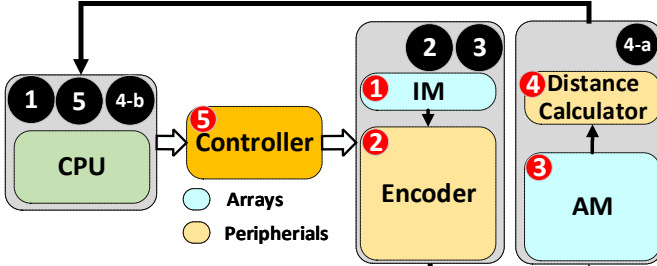 1 5 4-b
CPU
5
Controller
Arrays
Peripherials
2 3
1 IM
2
Encoder
4-a
4 Distance
Calculator
3
AM